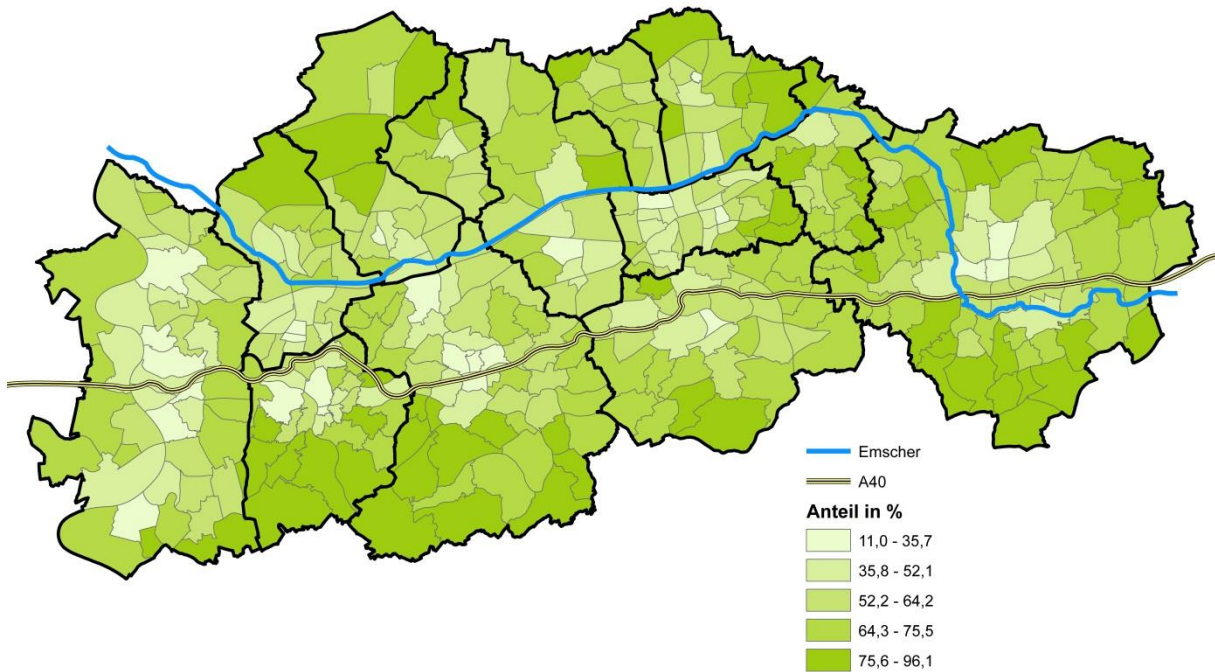 Emscher
A40
Anteil in %
11,0 - 35,7
35,8 - 52,1
52,2 - 64,2
64,3 - 75,5
75,6 - 96,1